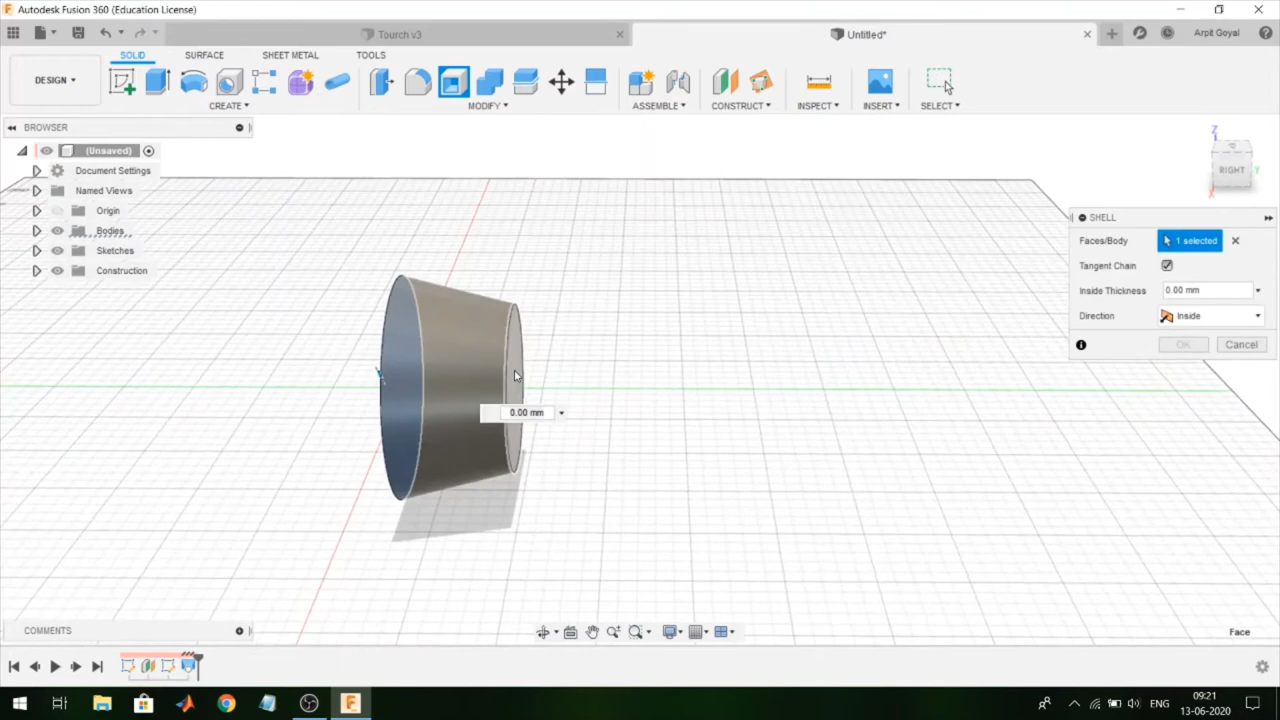 Autodesk Fusion 360 (Education License)
Tourch v3
Untitled*
Arpit Goyal
SOLID SURFACE SHEET METAL TOOLS
DESIGN
CREATE MODIFY ASSEMBLE CONSTRUCT INSPECT INSERT SELECT
BROWSER
(Unsaved)
Document Settings
Named Views
Origin
Bodies
Sketches
Construction
Z
RIGHT
Y
X
SHELL
Faces/Body 1 selected
Tangent Chain
Inside Thickness 0.00 mm
Direction Inside
OK Cancel
0.00 mm
COMMENTS
Face
ENG
09:21
13-06-2020